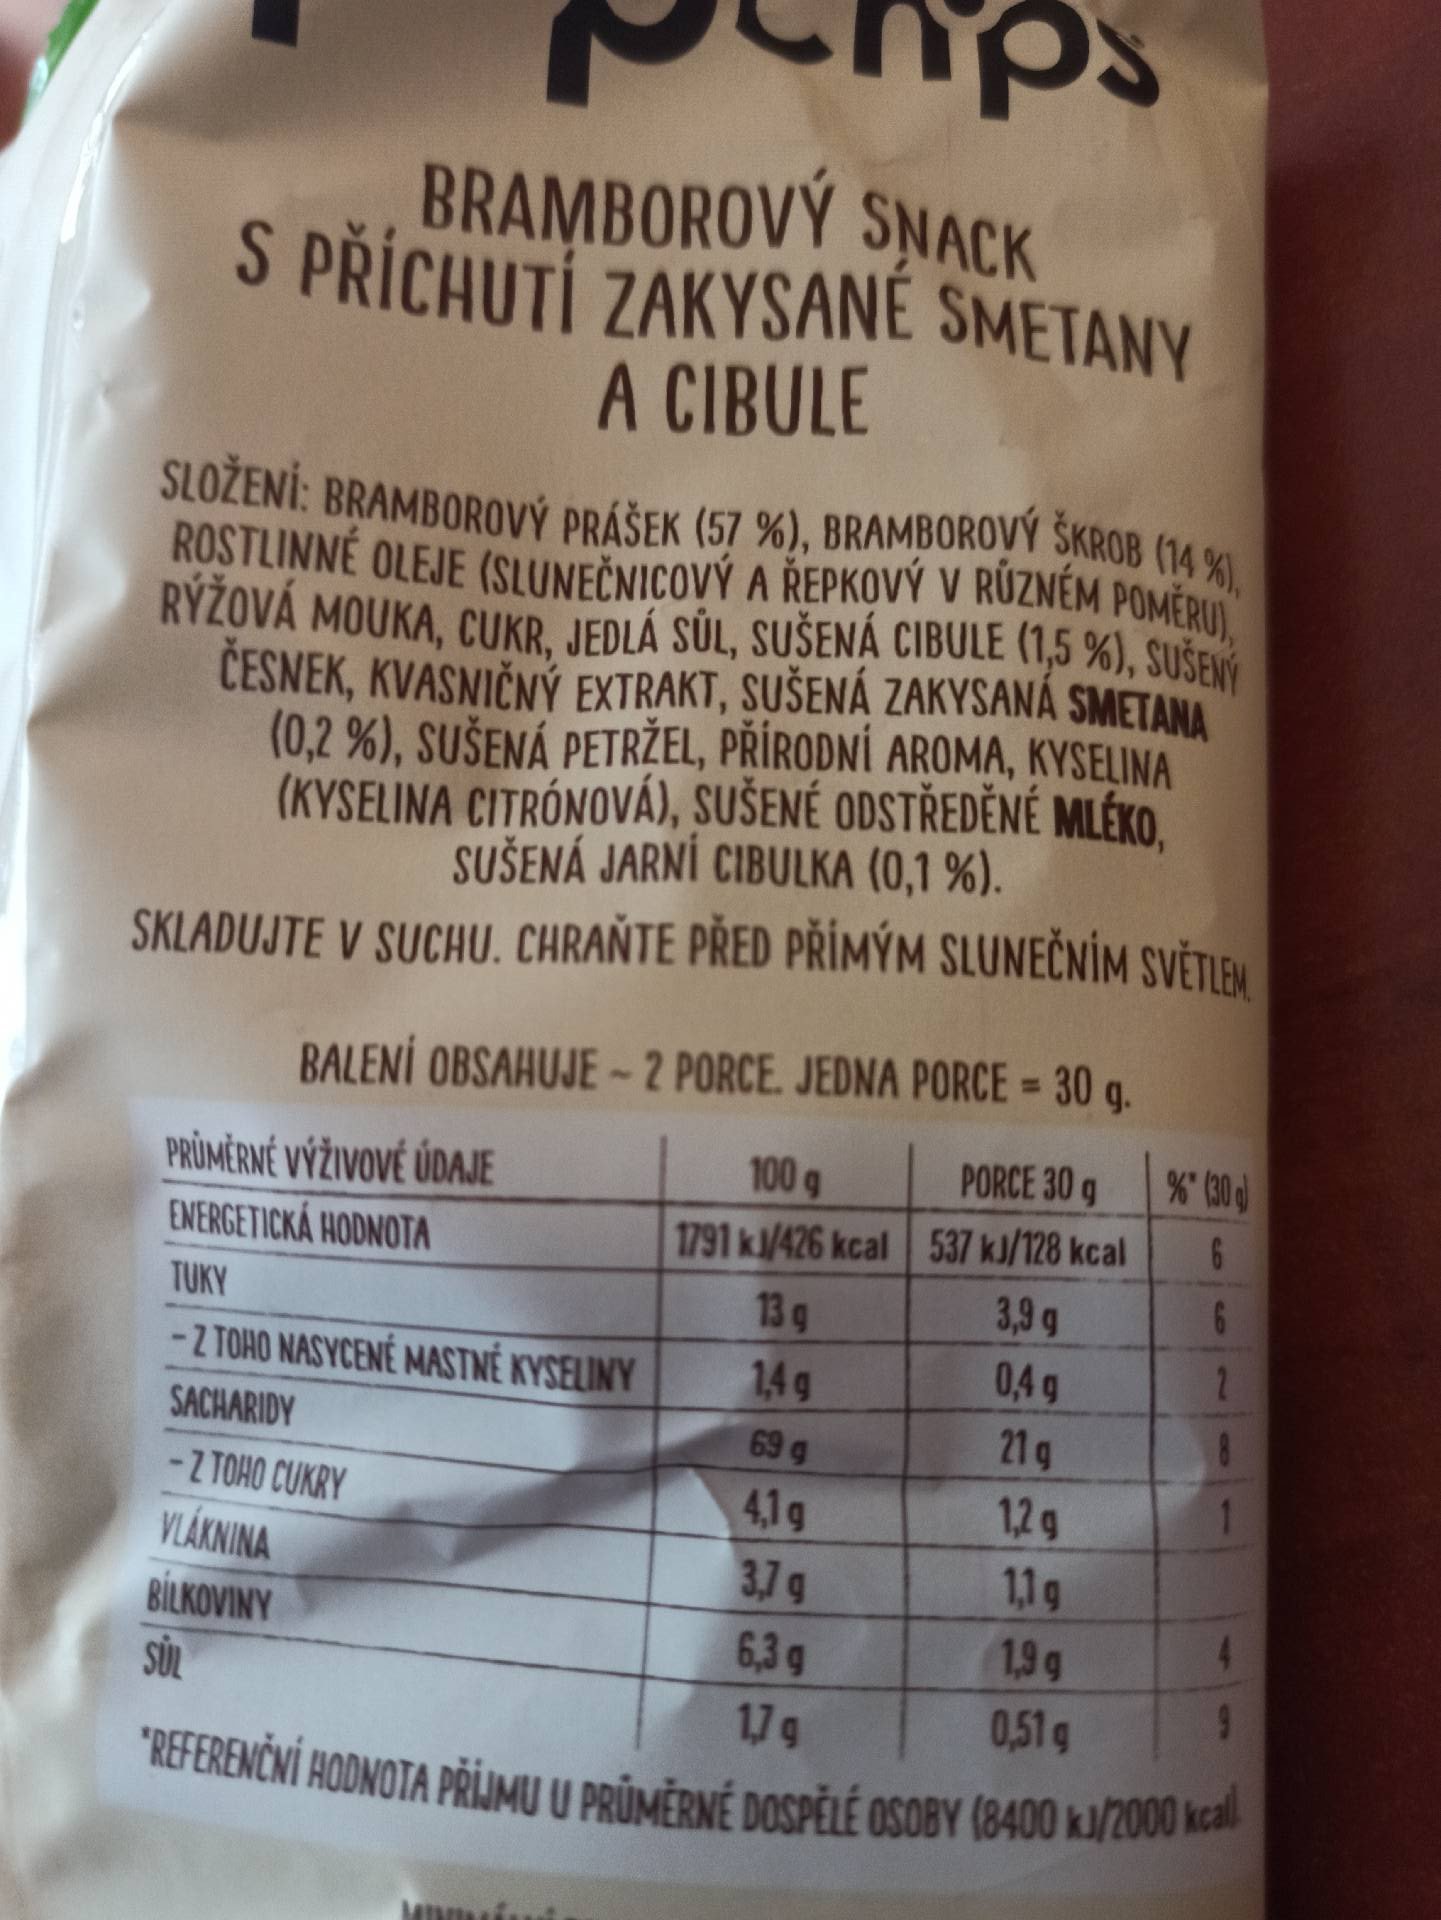 pchips
BRAMBOROVÝ SNACK
S PŘÍCHUTÍ ZAKYSANÉ SMETANY
A CIBULE
SLOŽENÍ: BRAMBOROVÝ PRÁŠEK (57 %), BRAMBOROVÝ ŠKROB (14 %),
ROSTLINNÉ OLEJE (SLUNEČNICOVÝ A ŘEPKOVÝ V RŮZNÉM POMĚRU),
RÝŽOVÁ MOUKA, CUKR, JEDLÁ SŮL, SUŠENÁ CIBULE (1,5 %), SUŠENÝ
ČESNEK, KVASNIČNÝ EXTRAKT, SUŠENÁ ZAKYSANÁ SMETANA
(0,2 %), SUŠENÁ PETRŽEL, PŘÍRODNÍ AROMA, KYSELINA
(KYSELINA CITRÓNOVÁ), SUŠENÉ ODSTŘEDĚNÉ MLÉKO,
SUŠENÁ JARNÍ CIBULKA (0,1 %).
SKLADUJTE V SUCHU. CHRAŇTE PŘED PŘÍMÝM SLUNEČNÍM SVĚTLEM.
BALENÍ OBSAHUJE ~ 2 PORCE. JEDNA PORCE = 30 g.
PRŮMĚRNÉ VÝŽIVOVÉ ÚDAJE 100 g PORCE 30 g %* (30 g)
ENERGETICKÁ HODNOTA 1791 kJ/426 kcal 537 kJ/128 kcal 6
TUKY 13 g 3,9 g 6
- Z TOHO NASYCENÉ MASTNÉ KYSELINY 1,4 g 0,4 g 2
SACHARIDY 69 g 21 g 8
- Z TOHO CUKRY 4,1 g 1,2 g 1
VLÁKNINA 3,7 g 1,1 g
BÍLKOVINY 6,3 g 1,9 g 4
SŮL 1,7 g 0,51 g 9
*REFERENČNÍ HODNOTA PŘÍJMU U PRŮMĚRNÉ DOSPĚLÉ OSOBY (8400 kJ/2000 kcal).